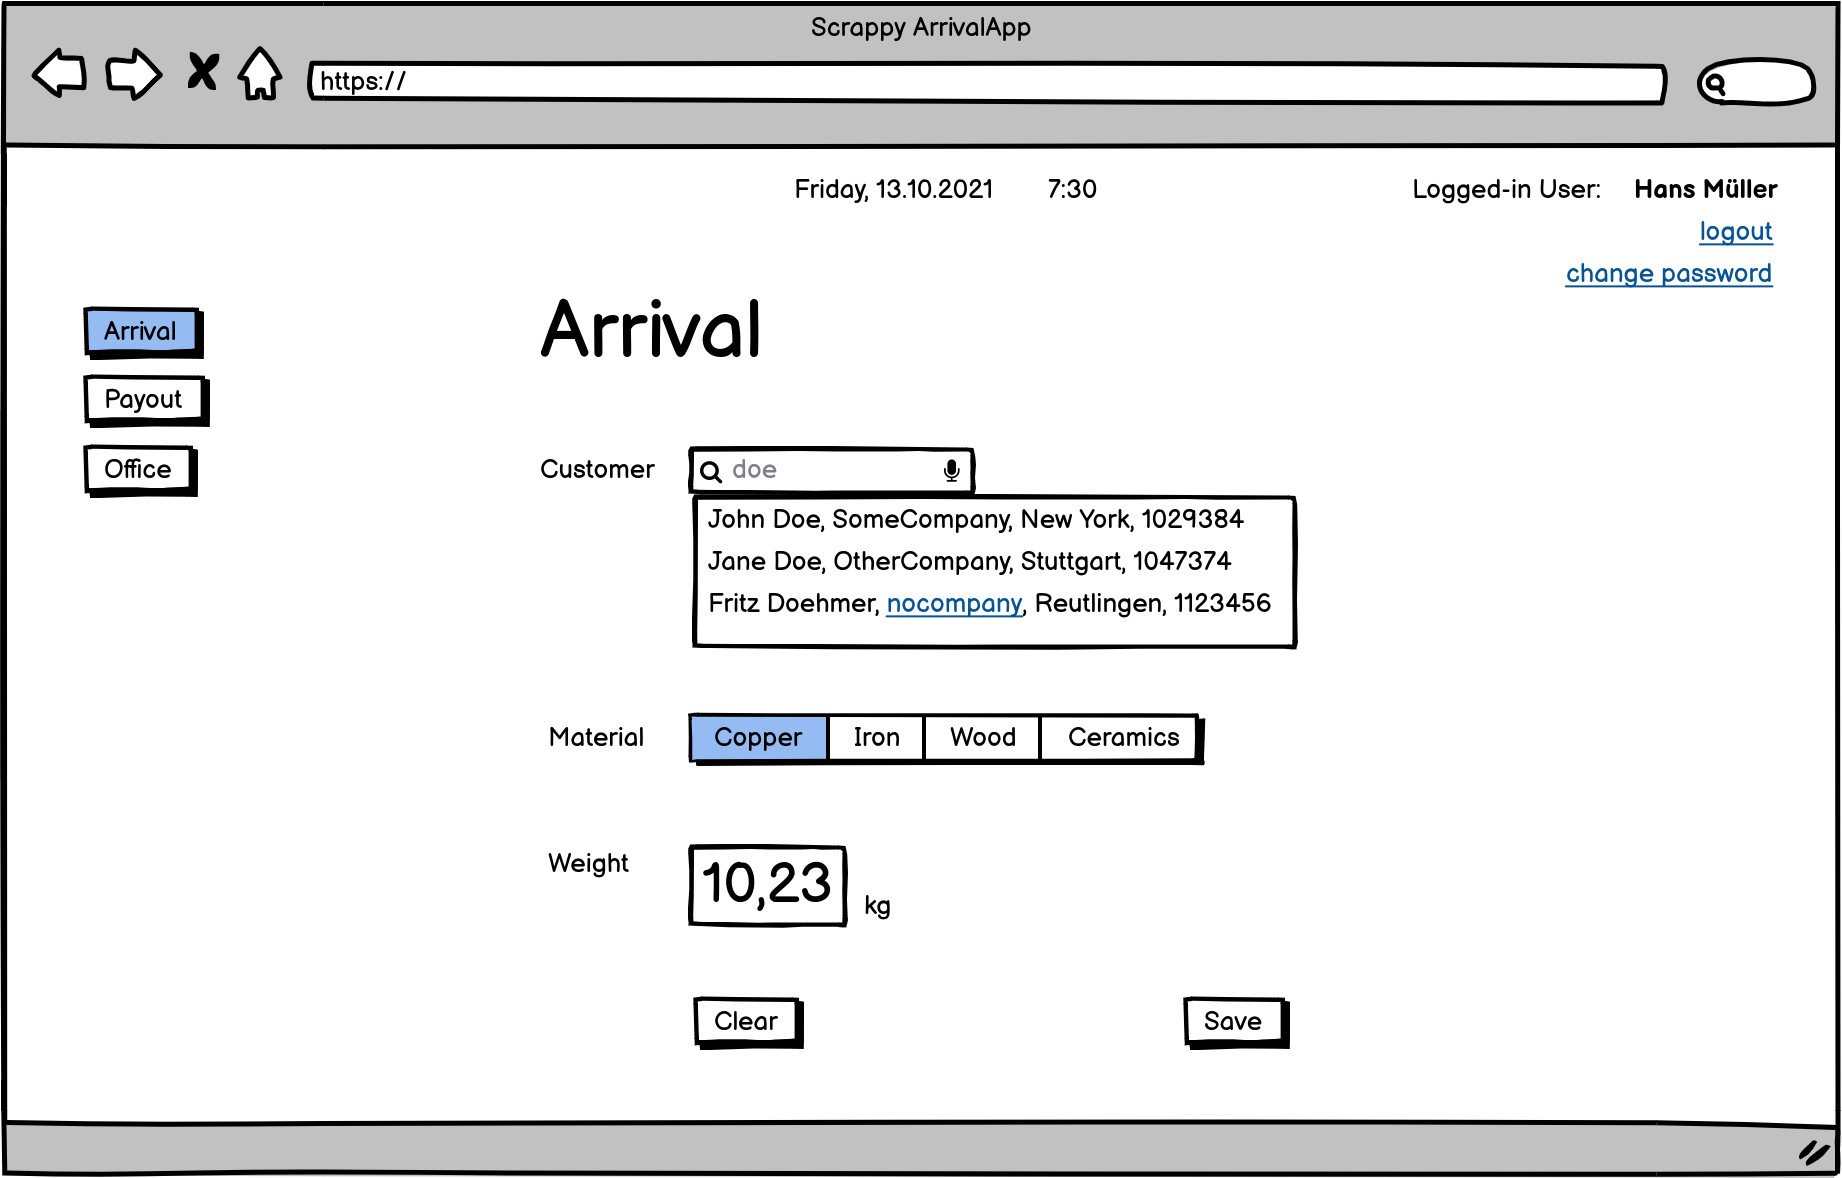 Scrappy ArrivalApp
https://
Friday, 13.10.2021 7:30 Logged-in User: Hans Müller
logout
change password
Arrival
Payout
Office
Arrival
Customer doe
John Doe, SomeCompany, New York, 1029384
Jane Doe, OtherCompany, Stuttgart, 1047374
Fritz Doehmer, nocompany, Reutlingen, 1123456
Material Copper Iron Wood Ceramics
Weight 10,23 kg
Clear Save